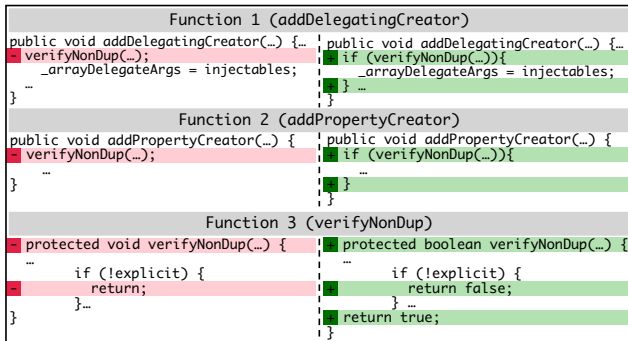 Function 1 (addDelegatingCreator)
public void addDelegatingCreator(…) {…
- verifyNonDup(…);
_arrayDelegateArgs = injectables;
…
}
public void addDelegatingCreator(…) {…
+ if (verifyNonDup(…)){
_arrayDelegateArgs = injectables;
+ } …
}
Function 2 (addPropertyCreator)
public void addPropertyCreator(…) {
- verifyNonDup(…);
…
}
public void addPropertyCreator(…) {
+ if (verifyNonDup(…)){
…
+ }
}
Function 3 (verifyNonDup)
- protected void verifyNonDup(…) {
…
if (!explicit) {
- return;
}…
}
+ protected boolean verifyNonDup(…) {
…
if (!explicit) {
+ return false;
} …
+ return true;
}